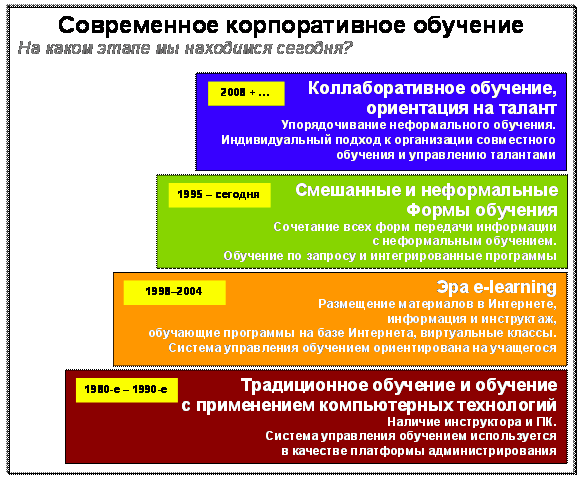 Современное корпоративное обучение
На каком этапе мы находимся сегодня?
2008 + ...
Коллаборативное обучение,
ориентация на талант
Упорядочивание неформального обучения.
Индивидуальный подход к организации совместного
обучения и управлению талантами
1995 – сегодня
Смешанные и неформальные
Формы обучения
Сочетание всех форм передачи информации
с неформальным обучением.
Обучение по запросу и интегрированные программы
1998–2004
Эра e-learning
Размещение материалов в Интернете,
информация и инструктаж,
обучающие программы на базе Интернета, виртуальные классы.
Система управления обучением ориентирована на учащегося
1980-е – 1990-е
Традиционное обучение и обучение
с применением компьютерных технологий
Наличие инструктора и ПК.
Система управления обучением используется
в качестве платформы администрирования